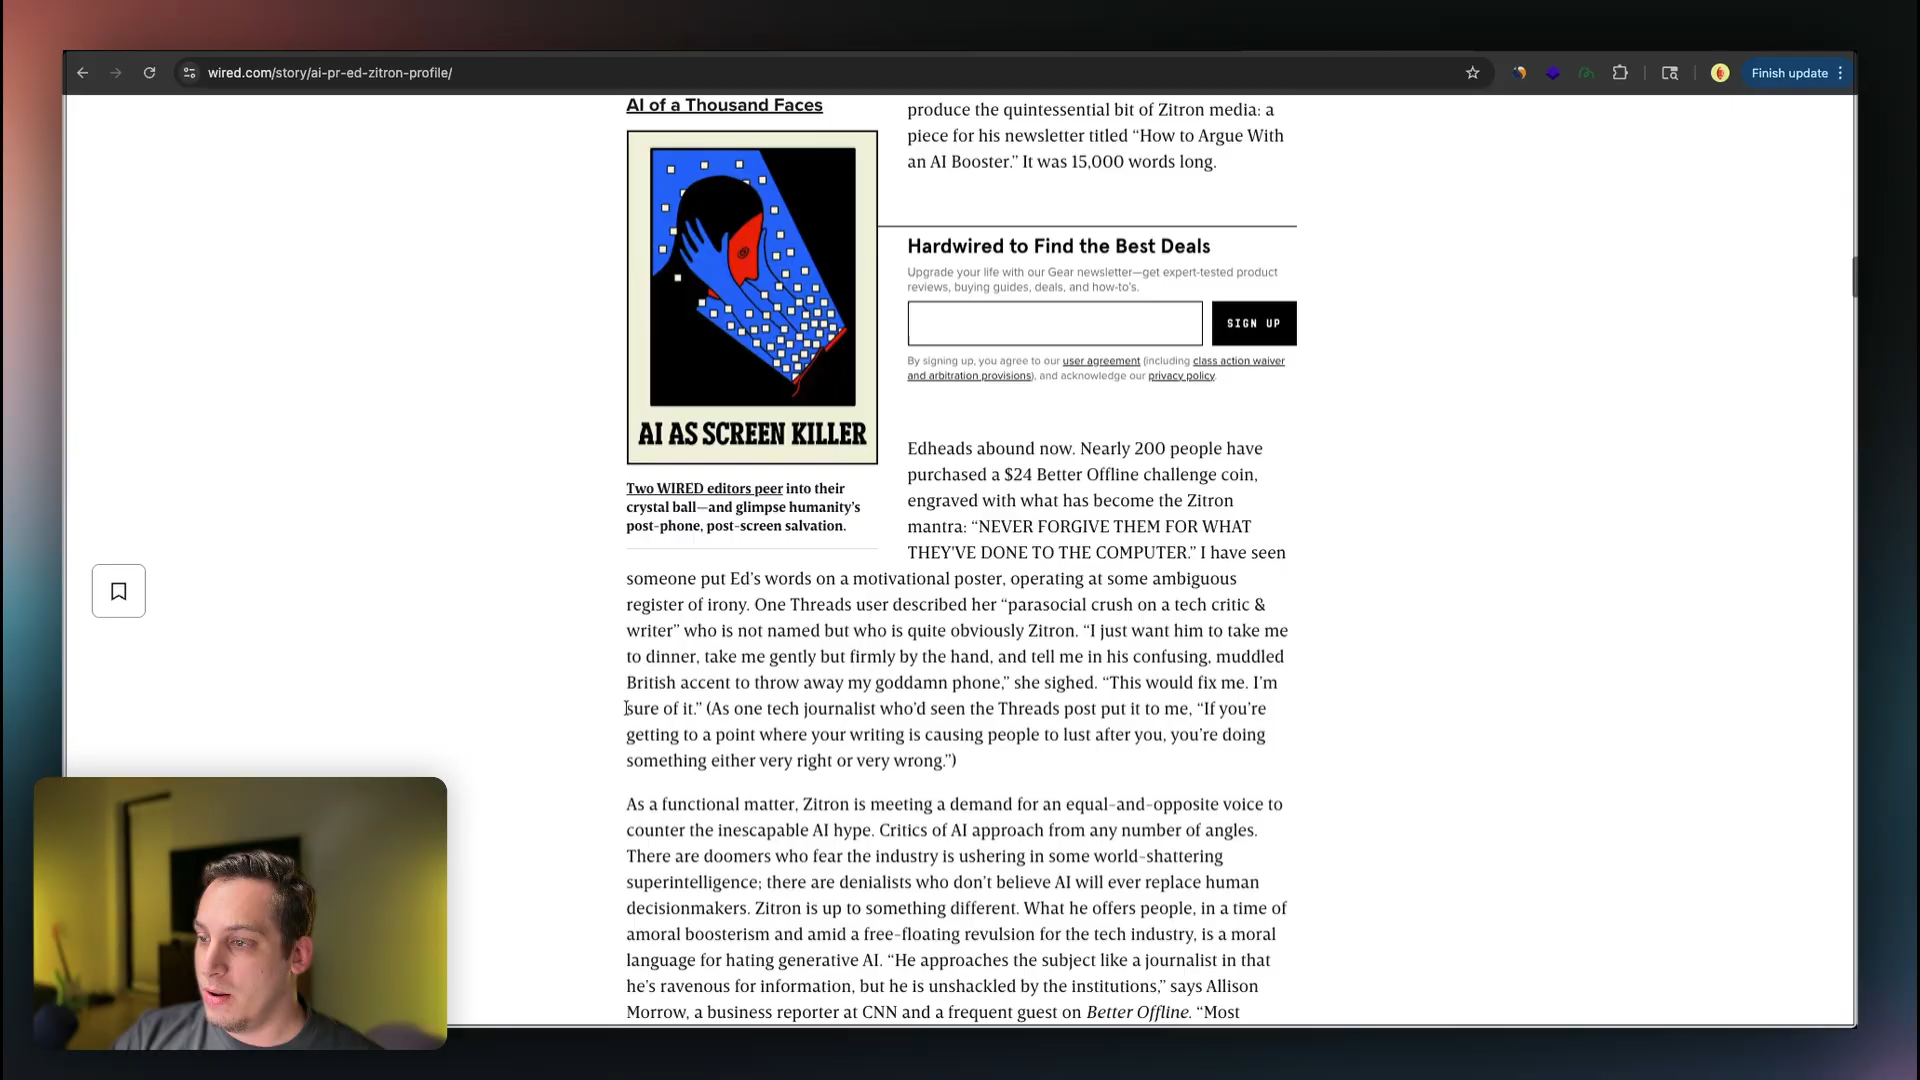 wired.com/story/ai-pr-ed-zitron-profile/
Finish update
AI of a Thousand Faces
AI AS SCREEN KILLER
Two WIRED editors peer into their
crystal ball—and glimpse humanity’s
post-phone, post-screen salvation.
produce the quintessential bit of Zitron media: a
piece for his newsletter titled “How to Argue With
an AI Booster.” It was 15,000 words long.
Hardwired to Find the Best Deals
Upgrade your life with our Gear newsletter—get expert-tested product
reviews, buying guides, deals, and how-to’s.
SIGN UP
By signing up, you agree to our user agreement (including class action waiver
and arbitration provisions), and acknowledge our privacy policy.
Edheads abound now. Nearly 200 people have
purchased a $24 Better Offline challenge coin,
engraved with what has become the Zitron
mantra: “NEVER FORGIVE THEM FOR WHAT
THEY’VE DONE TO THE COMPUTER.” I have seen
someone put Ed’s words on a motivational poster, operating at some ambiguous
register of irony. One Threads user described her “parasocial crush on a tech critic &
writer” who is not named but who is quite obviously Zitron. “I just want him to take me
to dinner, take me gently but firmly by the hand, and tell me in his confusing, muddled
British accent to throw away my goddamn phone,” she sighed. “This would fix me. I’m
sure of it.” (As one tech journalist who’d seen the Threads post put it to me, “If you’re
getting to a point where your writing is causing people to lust after you, you’re doing
something either very right or very wrong.”)
As a functional matter, Zitron is meeting a demand for an equal-and-opposite voice to
counter the inescapable AI hype. Critics of AI approach from any number of angles.
There are doomers who fear the industry is ushering in some world-shattering
superintelligence; there are denialists who don’t believe AI will ever replace human
decisionmakers. Zitron is up to something different. What he offers people, in a time of
amoral boosterism and amid a free-floating revulsion for the tech industry, is a moral
language for hating generative AI. “He approaches the subject like a journalist in that
he’s ravenous for information, but he is unshackled by the institutions,” says Allison
Morrow, a business reporter at CNN and a frequent guest on Better Offline. “Most